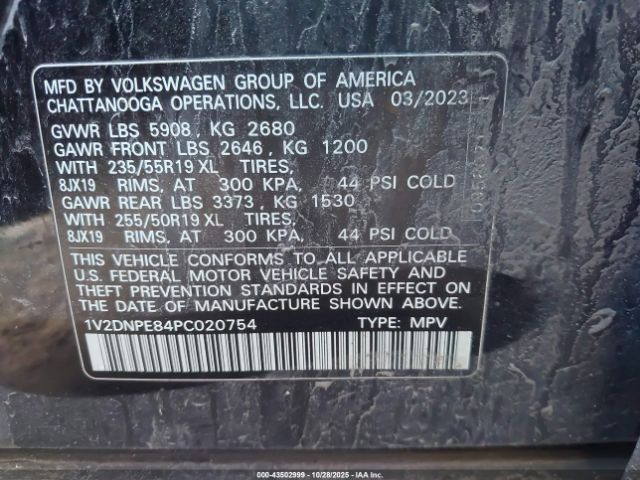 MFD BY VOLKSWAGEN GROUP OF AMERICA
CHATTANOOGA OPERATIONS, LLC. USA 03/2023
GVWR LBS 5908 , KG 2680
GAWR FRONT LBS 2646 , KG 1200
WITH 235/55R19 XL TIRES,
8JX19 RIMS, AT 300 KPA, 44 PSI COLD
GAWR REAR LBS 3373 , KG 1530
WITH 255/50R19 XL TIRES,
8JX19 RIMS, AT 300 KPA, 44 PSI COLD
THIS VEHICLE CONFORMS TO ALL APPLICABLE
U.S. FEDERAL MOTOR VEHICLE SAFETY AND
THEFT PREVENTION STANDARDS IN EFFECT ON
THE DATE OF MANUFACTURE SHOWN ABOVE.
1V2DNPE84PC020754 TYPE: MPV
000-43502999 | 10/28/2025 | IAA, Inc.